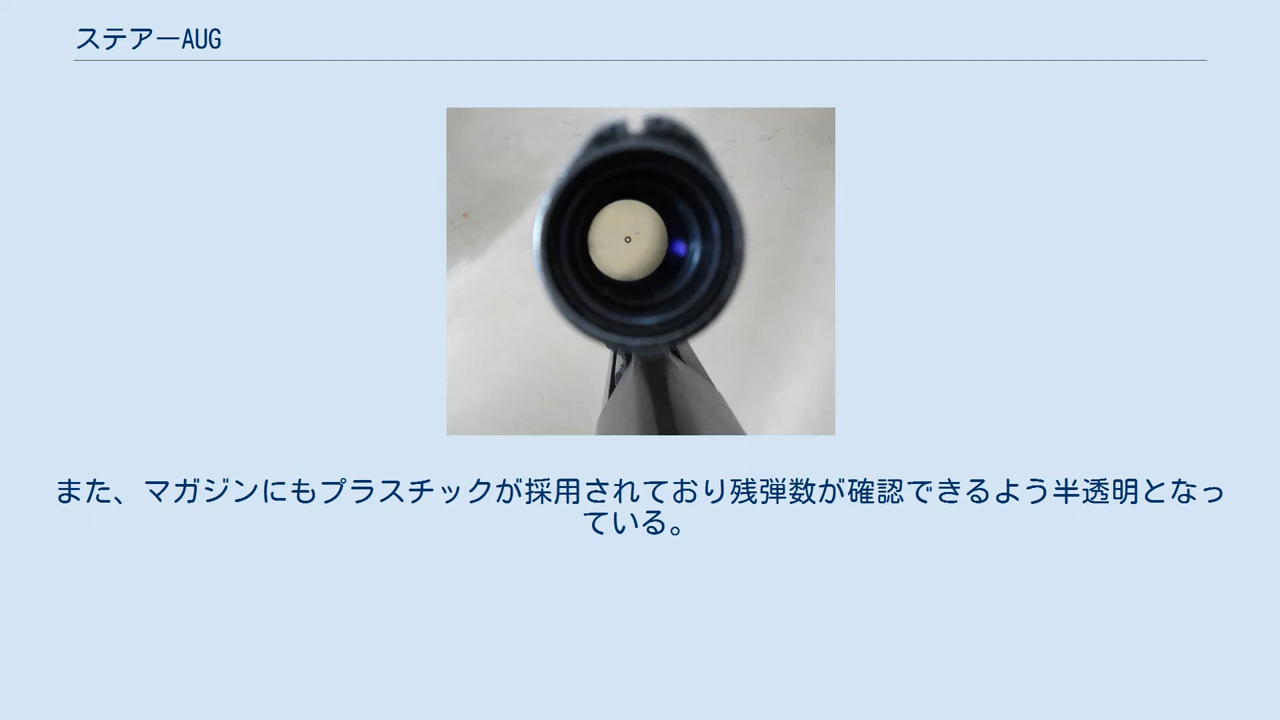 ステアーAUG
また、マガジンにもプラスチックが採用されており残弾数が確認できるよう半透明となっ
ている。